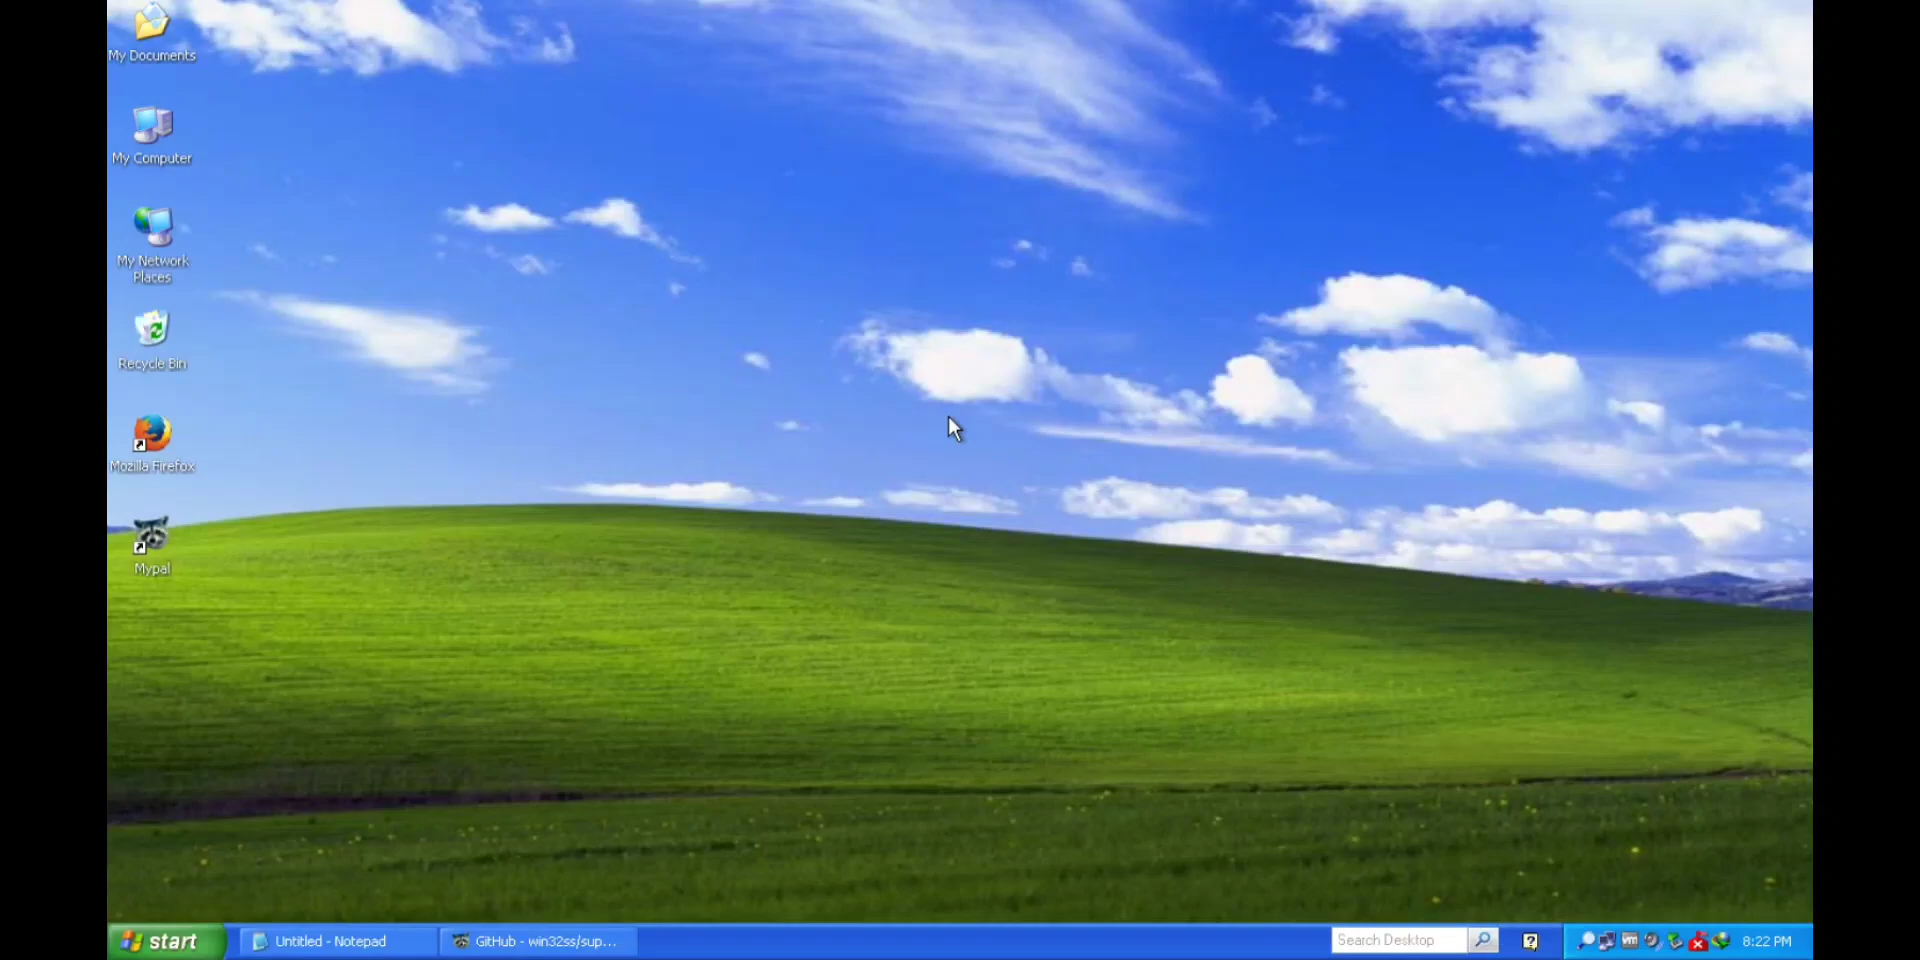 My Documents
My Computer
My Network
Places
Recycle Bin
Mozilla Firefox
Mypal
start
Untitled - Notepad
GitHub - win32ss/sup...
Search Desktop
?
vm
8:22 PM